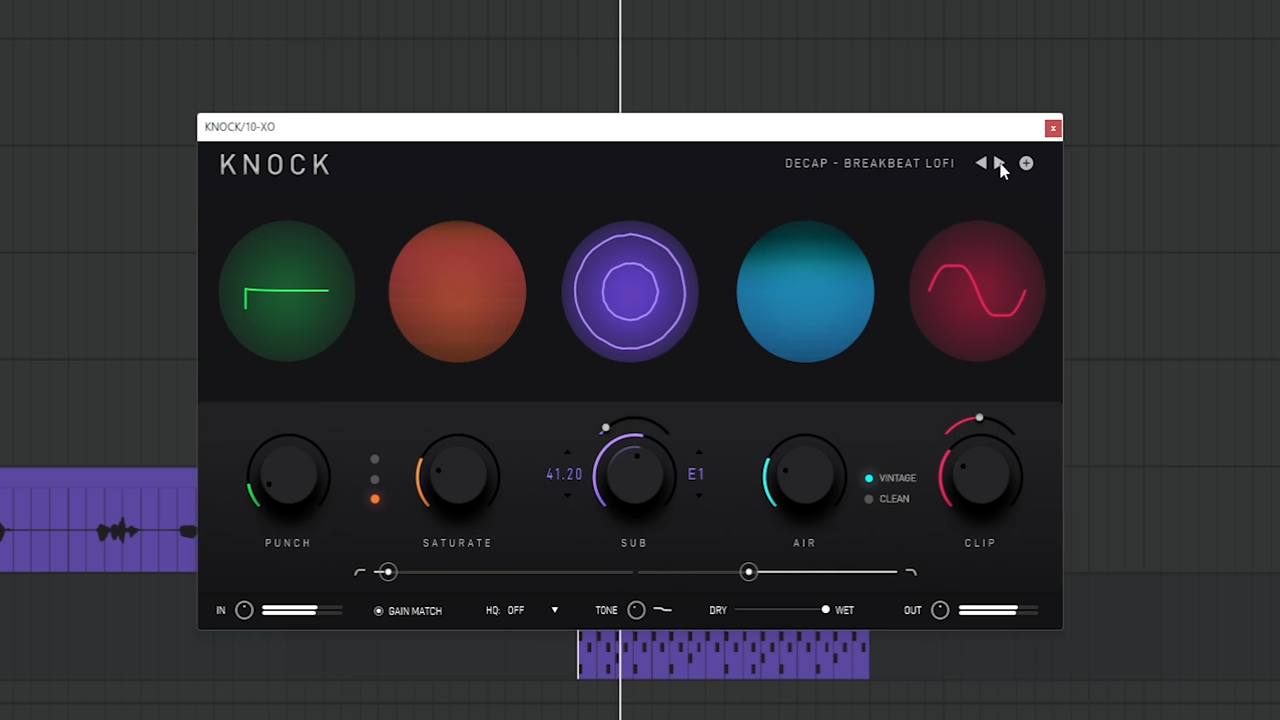 KNOCK/10-XO
x
KNOCK
DECAP - BREAKBEAT LOFI
41.20
E1
VINTAGE
CLEAN
PUNCH
SATURATE
SUB
AIR
CLIP
IN
GAIN MATCH
HQ: OFF
TONE
DRY
WET
OUT